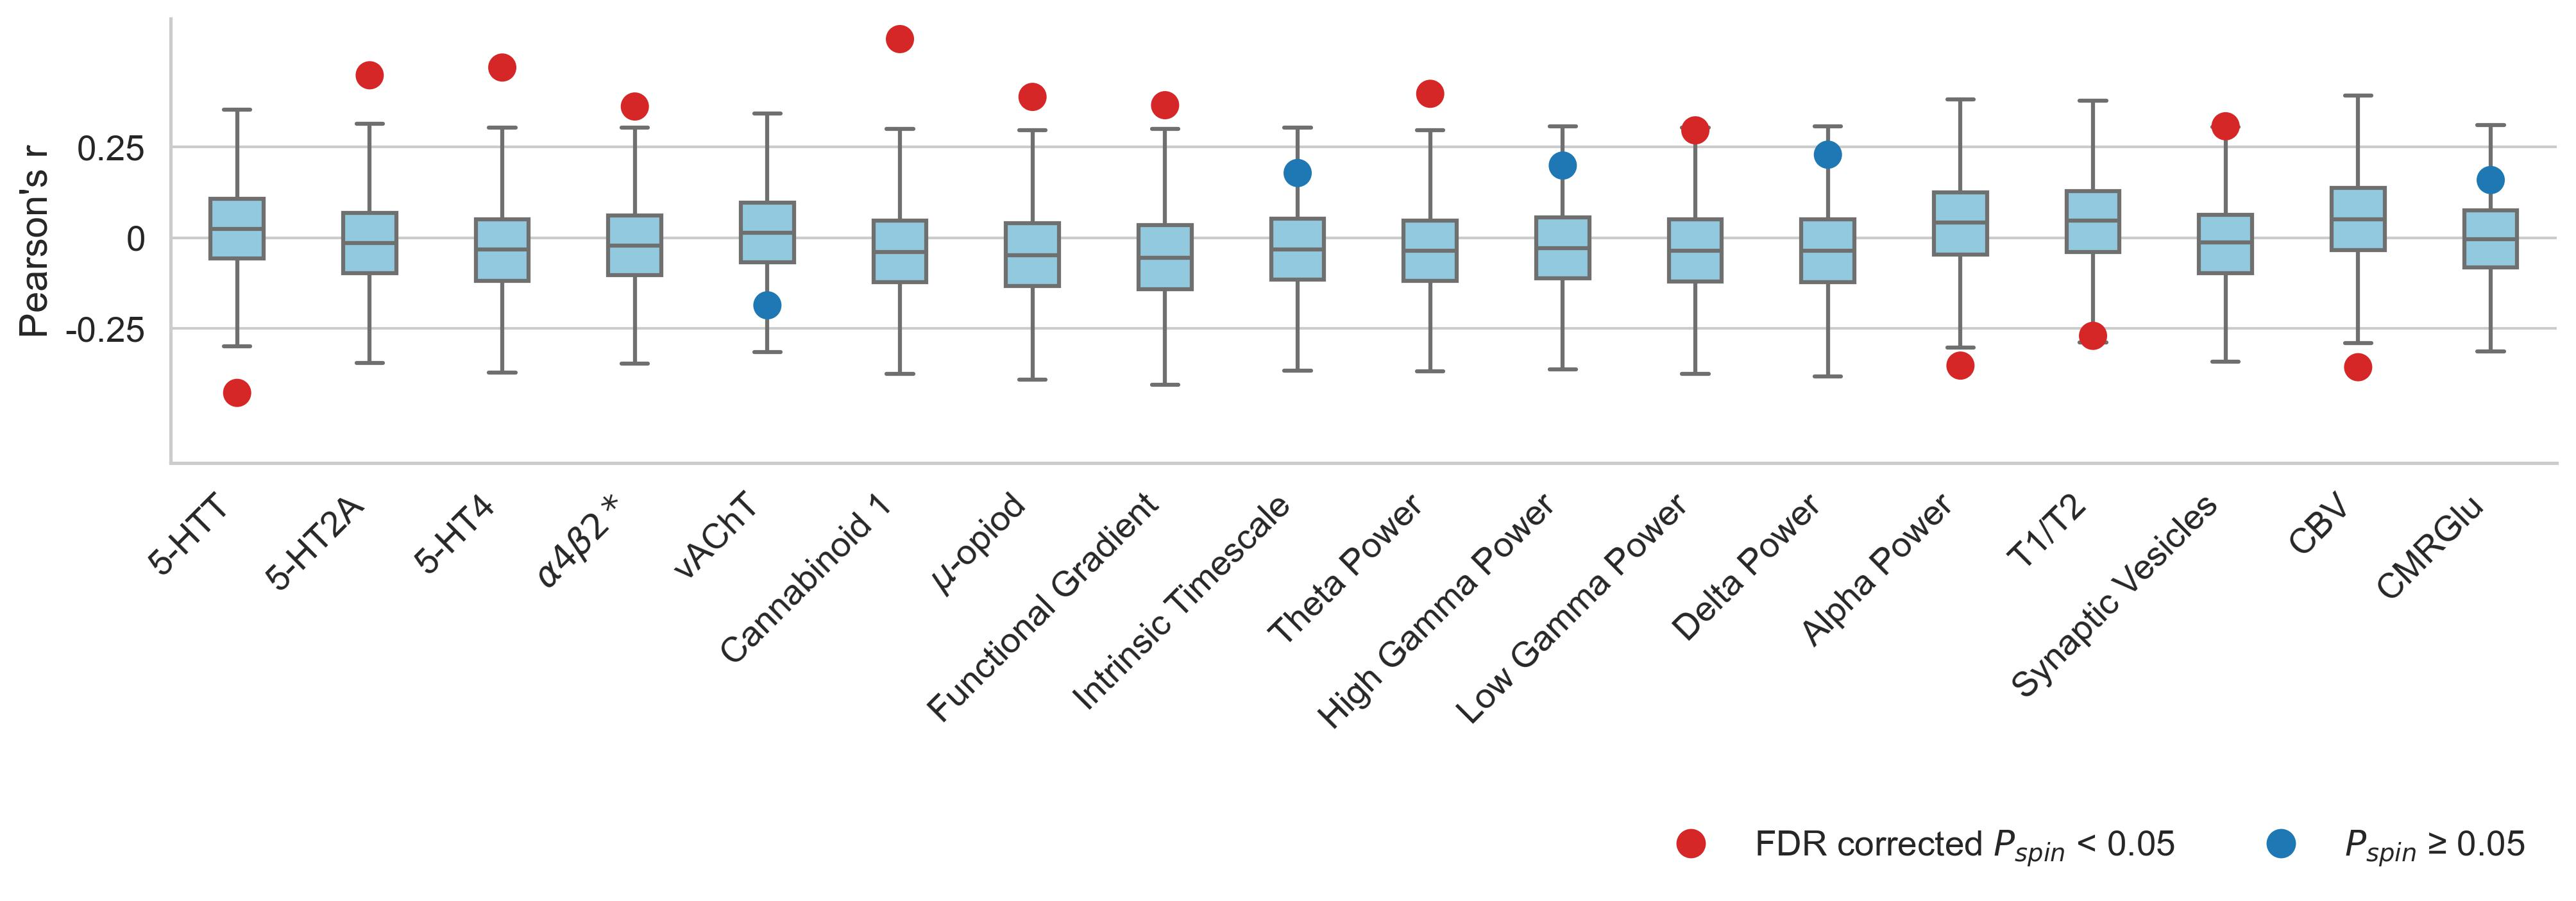 Pearson's r
0.25
0
-0.25
5-HTT
5-HT2A
5-HT4
α4β2*
vAChT
Cannabinoid 1
μ-opiod
Functional Gradient
Intrinsic Timescale
Theta Power
High Gamma Power
Low Gamma Power
Delta Power
Alpha Power
T1/T2
Synaptic Vesicles
CBV
CMRGlu
FDR corrected P_spin < 0.05
P_spin ≥ 0.05